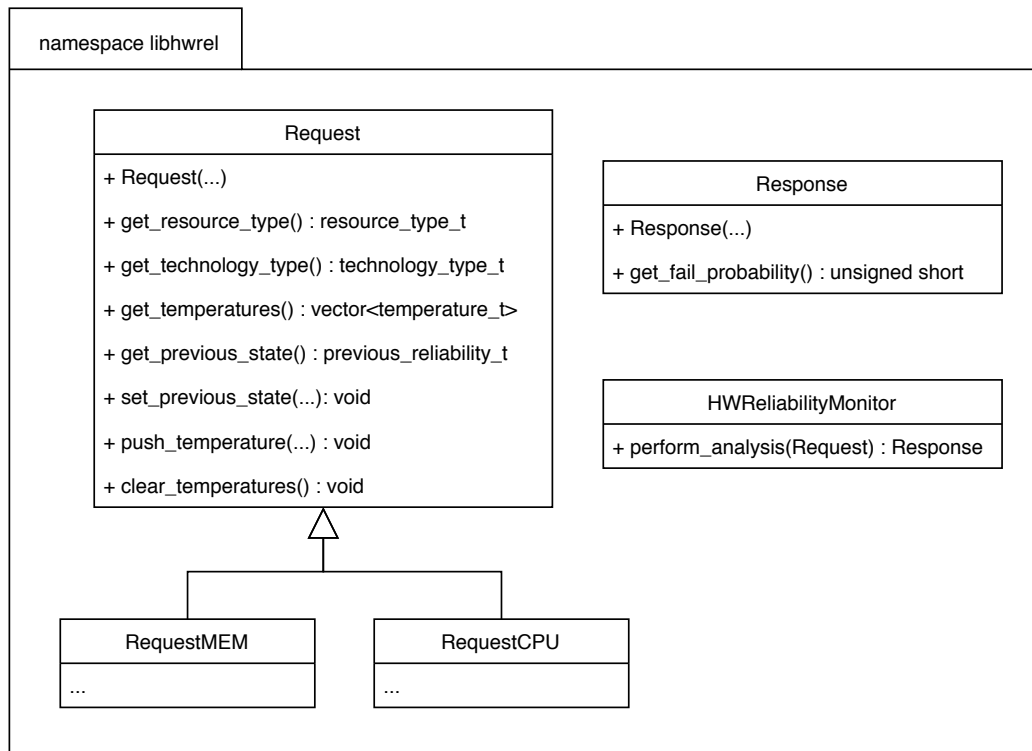 namespace libhwrel
Request
+ Request(...)
+ get_resource_type() : resource_type_t
+ get_technology_type() : technology_type_t
+ get_temperatures() : vector<temperature_t>
+ get_previous_state() : previous_reliability_t
+ set_previous_state(...): void
+ push_temperature(...) : void
+ clear_temperatures() : void
Response
+ Response(...)
+ get_fail_probability() : unsigned short
HWReliabilityMonitor
+ perform_analysis(Request) : Response
RequestMEM
...
RequestCPU
...